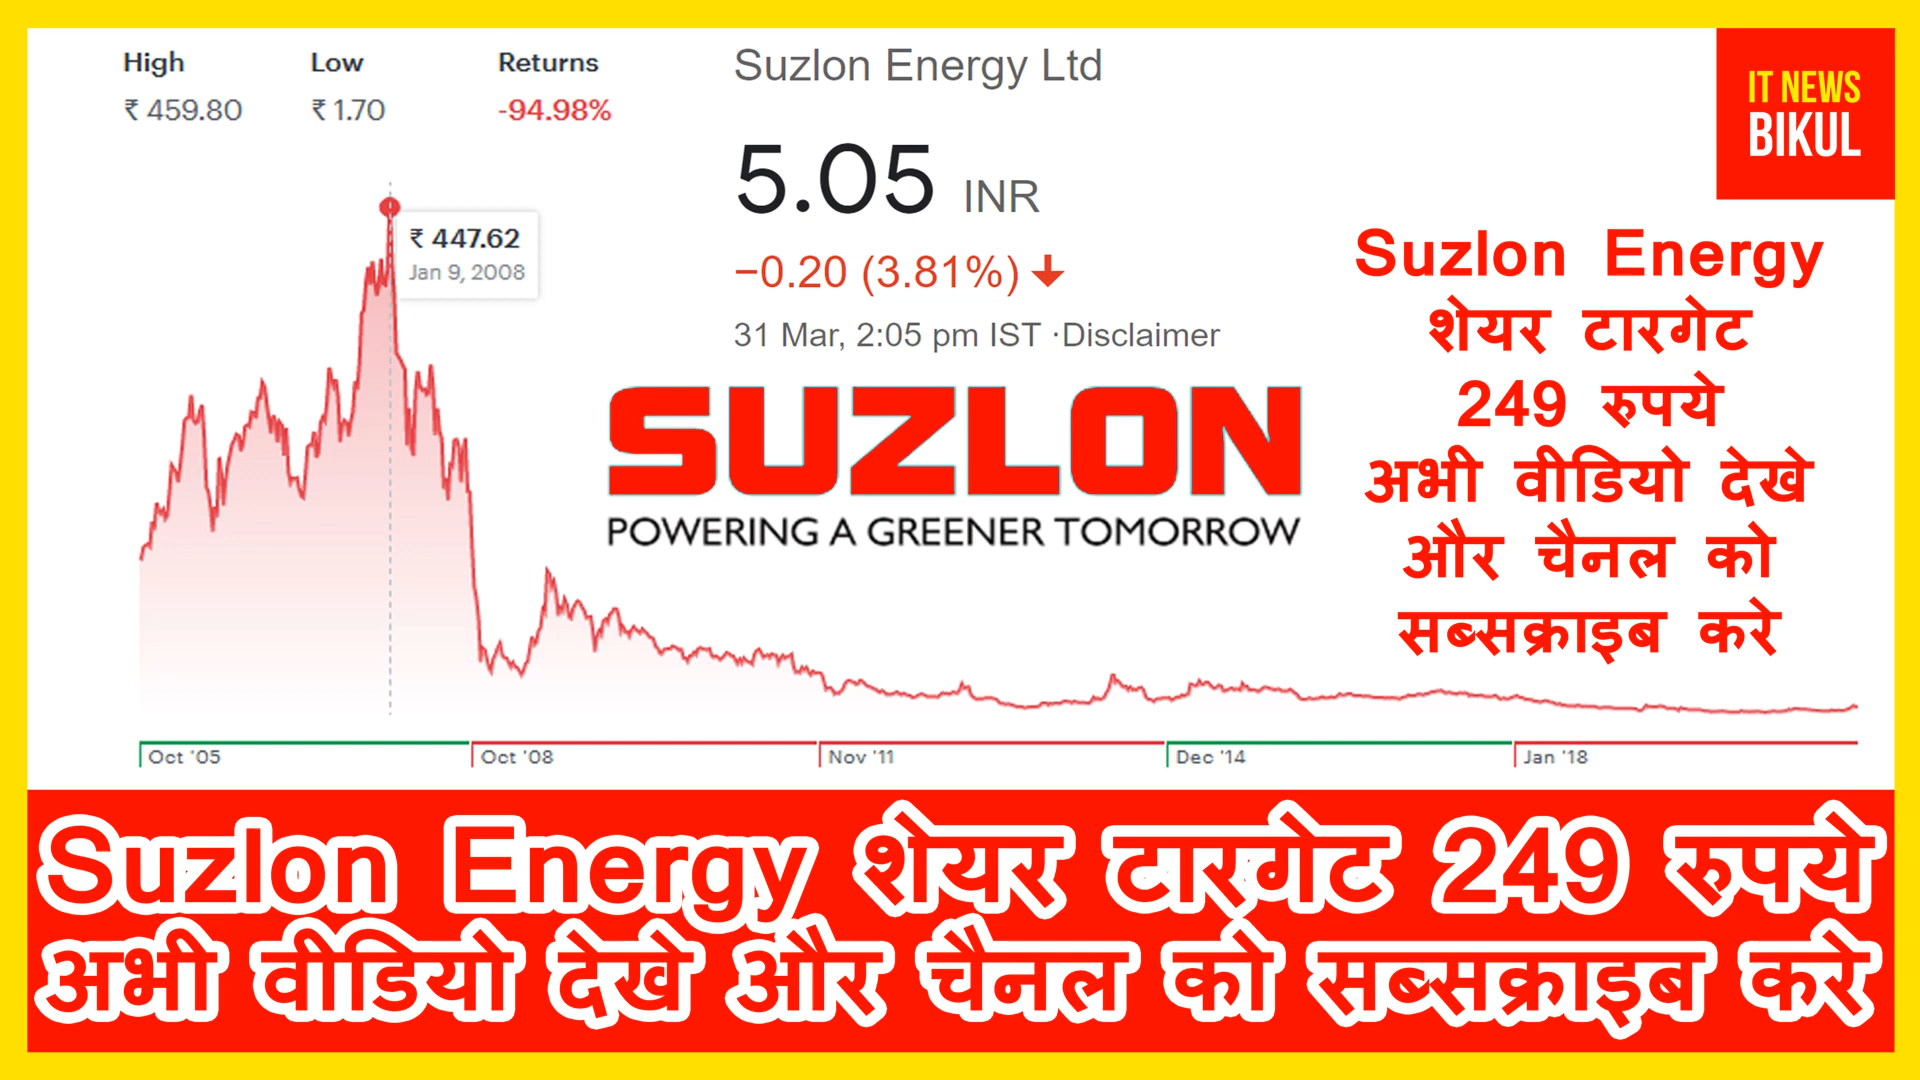 High Low Returns
₹ 459.80 ₹ 1.70 -94.98%
Suzlon Energy Ltd
5.05 INR
−0.20 (3.81%) ↓
31 Mar, 2:05 pm IST ·Disclaimer
₹ 447.62
Jan 9, 2008
IT NEWS
BIKUL
SUZLON
POWERING A GREENER TOMORROW
Suzlon Energy
शेयर टारगेट
249 रुपये
अभी वीडियो देखे
और चैनल को
सब्सक्राइब करे
Oct '05 Oct '08 Nov '11 Dec '14 Jan '18
Suzlon Energy शेयर टारगेट 249 रुपये
अभी वीडियो देखे और चैनल को सब्सक्राइब करे